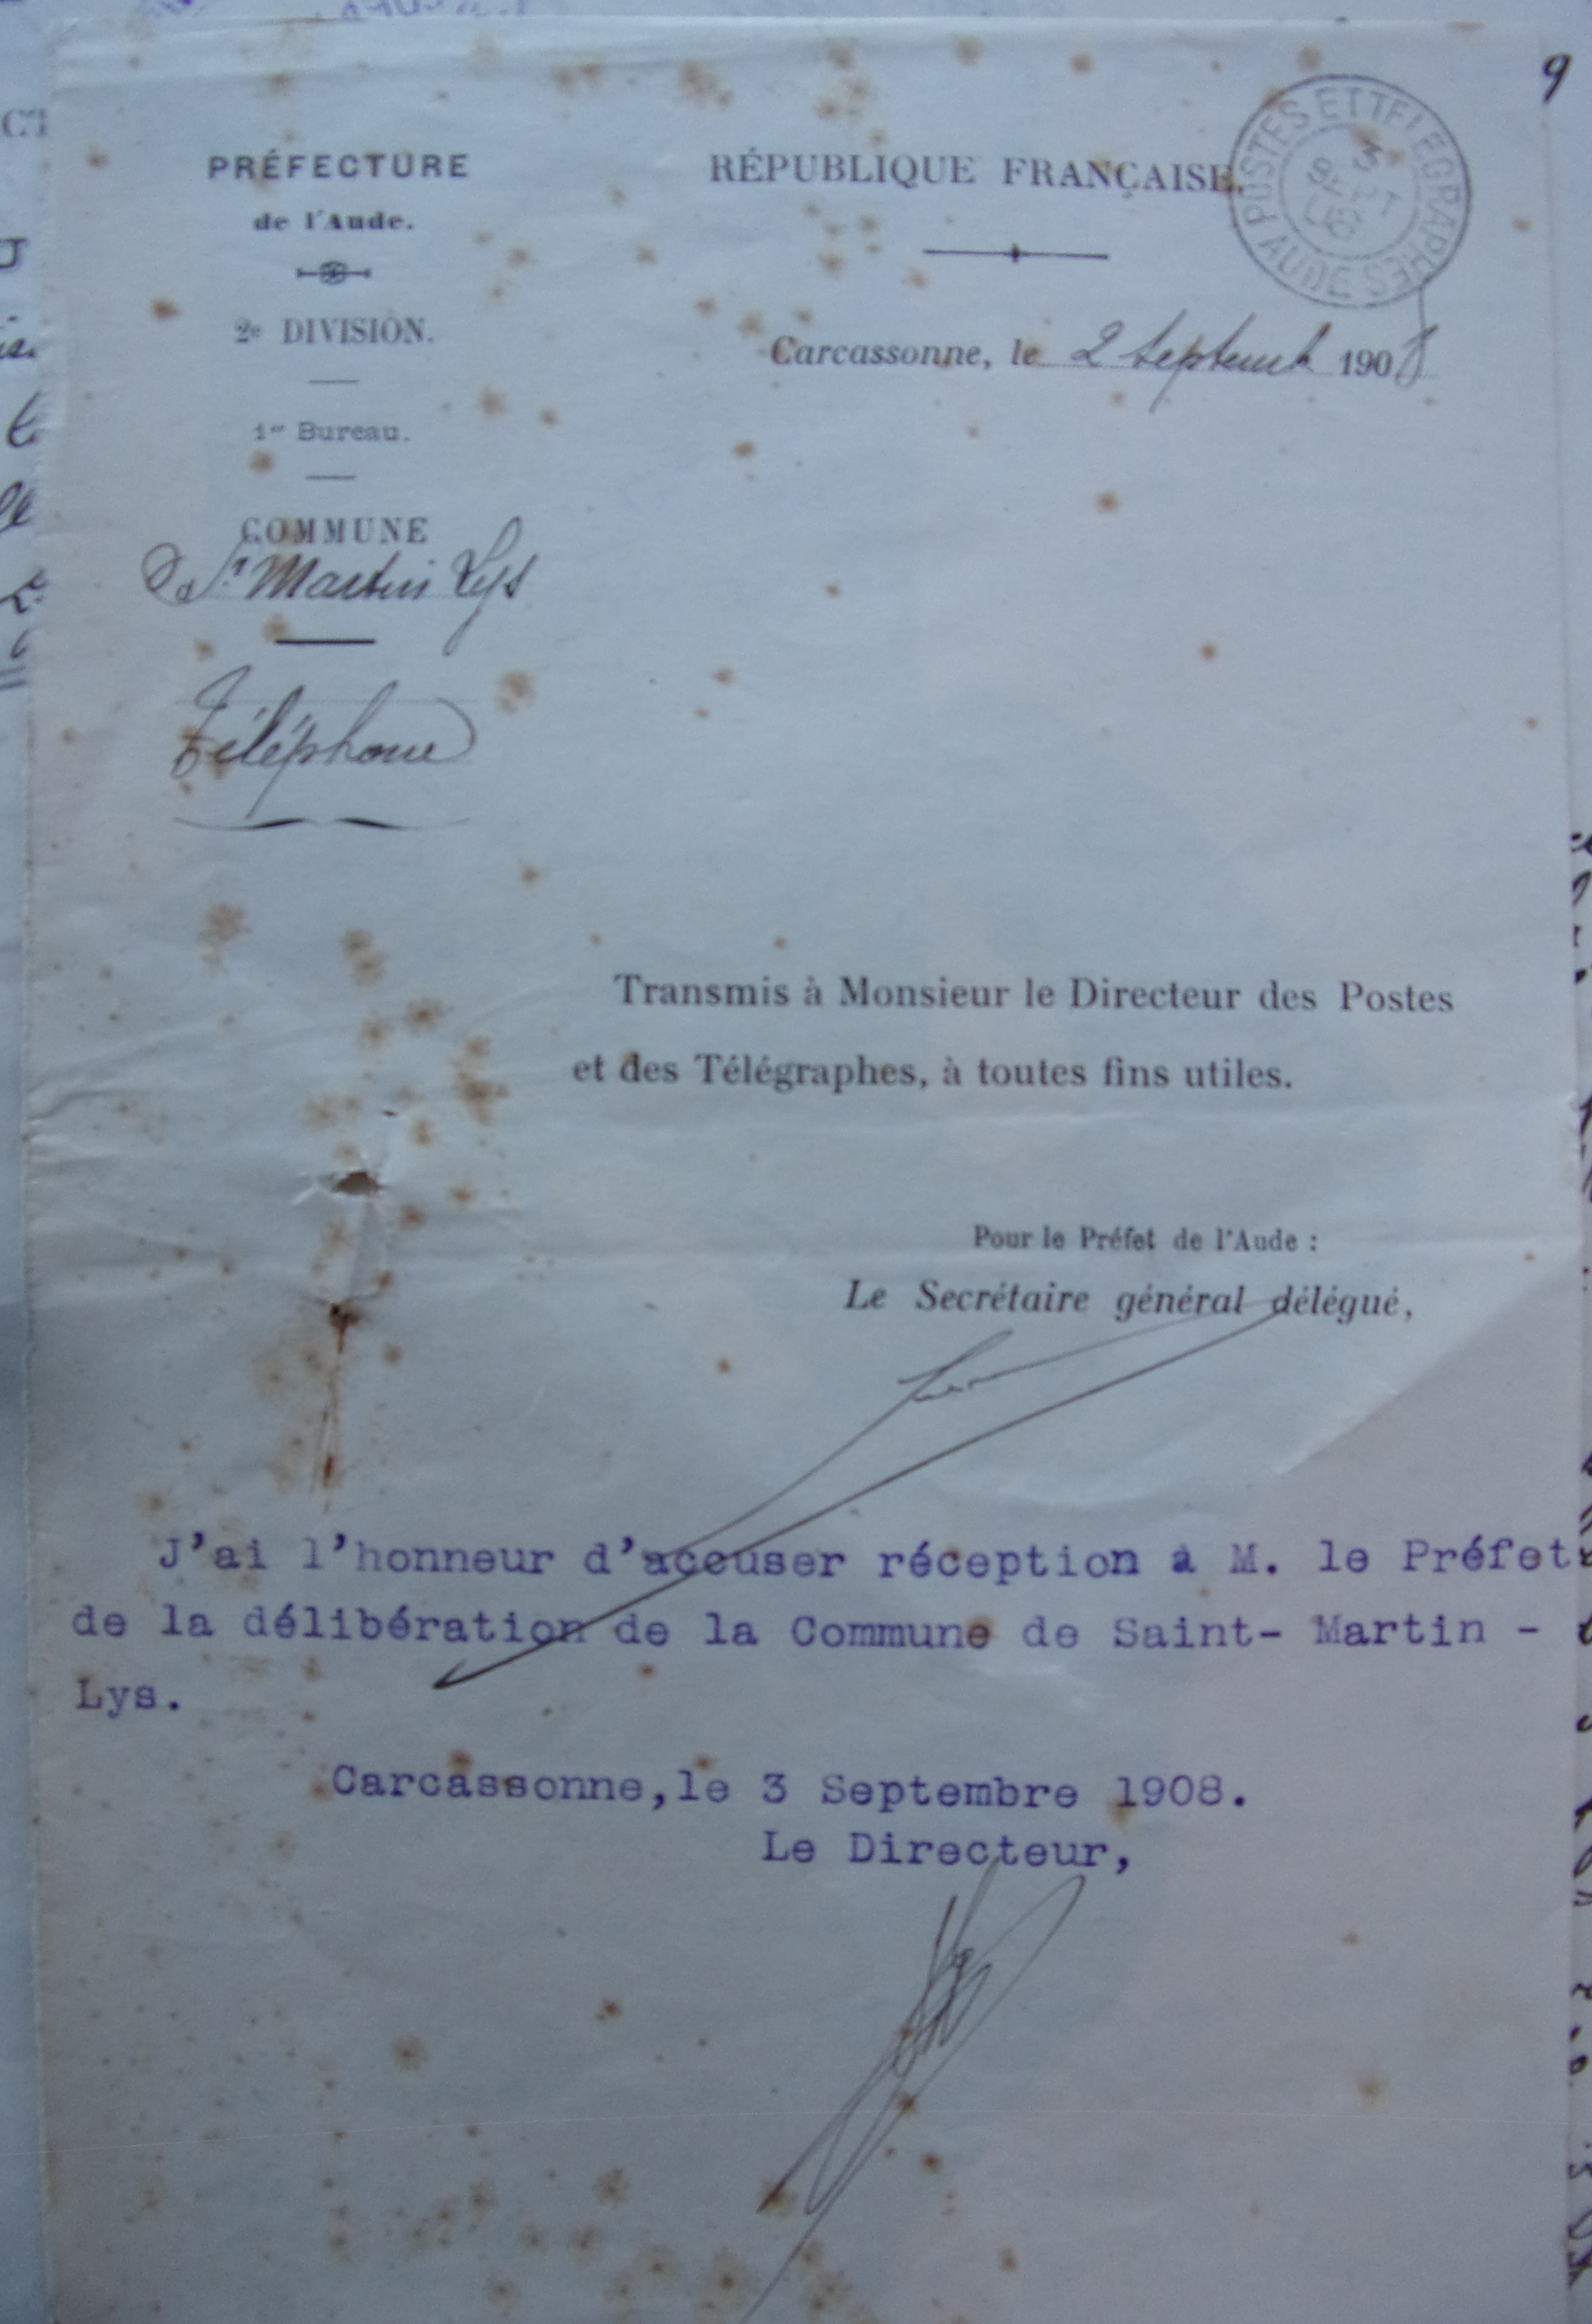 9
PRÉFECTURE
de l'Aude.
2e DIVISION.
1er Bureau.
COMMUNE
d St Martin Lys
Téléphone
RÉPUBLIQUE FRANÇAISE.
POSTES ET TELEGRAPHES
AUDE
3
SEPT
08
Carcassonne, le 2 Septemb 1908
Transmis à Monsieur le Directeur des Postes
et des Télégraphes, à toutes fins utiles.
Pour le Préfet de l'Aude :
Le Secrétaire général délégué,
J'ai l'honneur d'accuser réception à M. le Préfet
de la délibération de la Commune de Saint- Martin -
Lys.
Carcassonne,le 3 Septembre 1908.
Le Directeur,